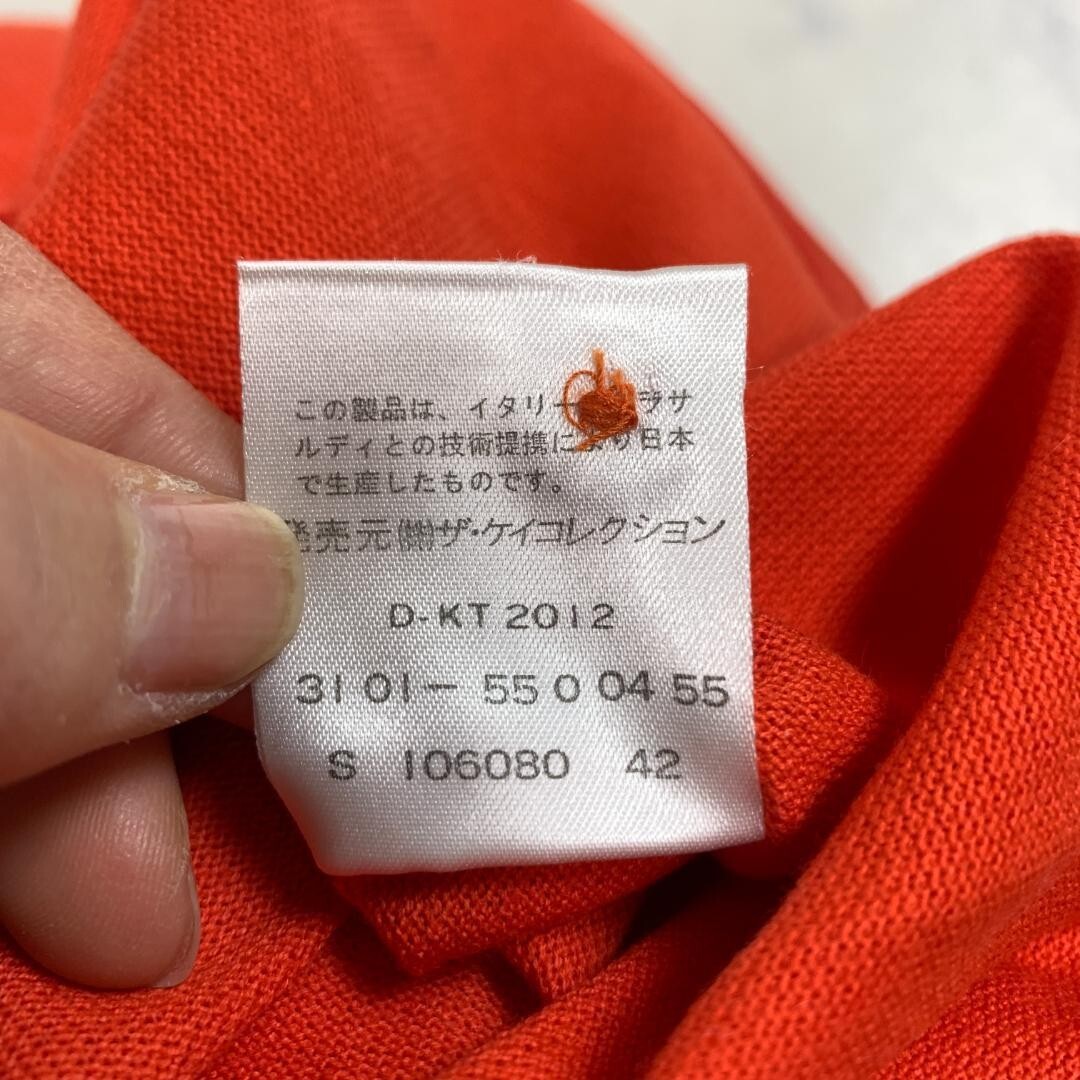 この製品は、イタリー ラサ
ルディとの技術提携により日本
で生産したものです。
発売元㈱ザ・ケイコレクション
D-KT 2012
3101- 55 0 04 55
S 106080 42